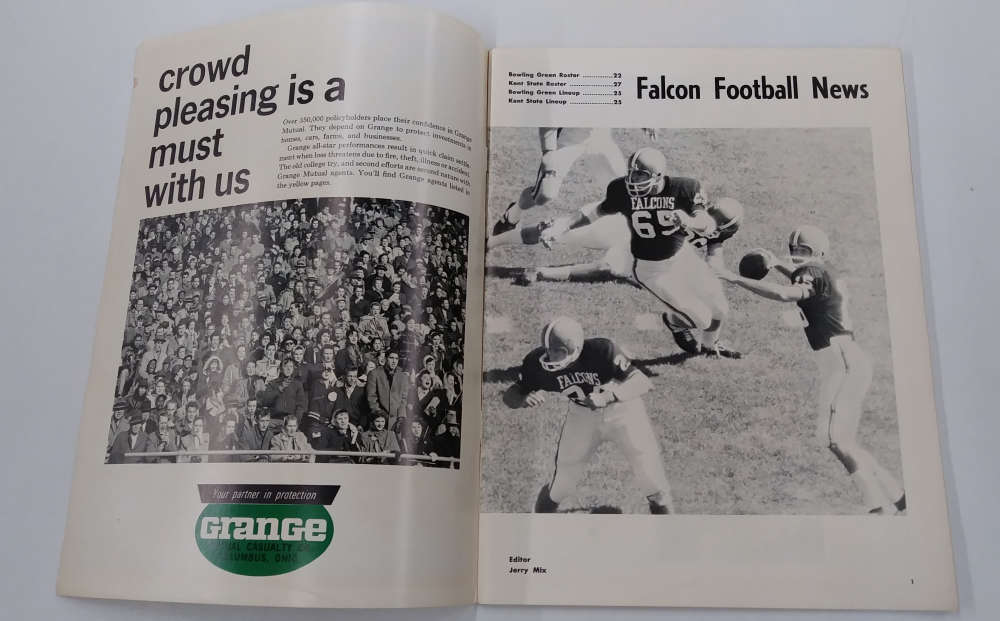 crowd
pleasing is a
must
with us
Over 350,000 policyholders place their confidence in Grange
Mutual. They depend on Grange to protect investments in
homes, cars, farms, and businesses.
Grange all-star performances result in quick claim settle-
ment when loss threatens due to fire, theft, illness or accident.
The old college try, and second efforts are second nature with
Grange Mutual agents. You'll find Grange agents listed in
the yellow pages.
Your partner in protection
Grange
MUTUAL CASUALTY CO.
COLUMBUS, OHIO
Bowling Green Roster ..............22
Kent State Roster ....................27
Bowling Green Lineup ..............25
Kent State Lineup ....................25
Falcon Football News
FALCONS
65
FALCONS
Editor
Jerry Mix
1